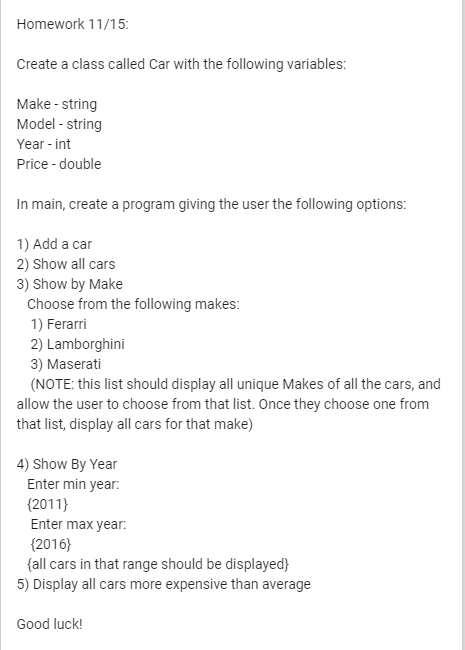 Homework 11/15:
Create a class called Car with the following variables:
Make - string
Model - string
Year - int
Price - double
In main, create a program giving the user the following options:
1) Add a car
2) Show all cars
3) Show by Make
Choose from the following makes:
1) Ferarri
2) Lamborghini
3) Maserati
(NOTE: this list should display all unique Makes of all the cars, and
allow the user to choose from that list. Once they choose one from
that list, display all cars for that make)
4) Show By Year
Enter min year:
{2011}
Enter max year:
{2016}
{all cars in that range should be displayed}
5) Display all cars more expensive than average
Good luck!